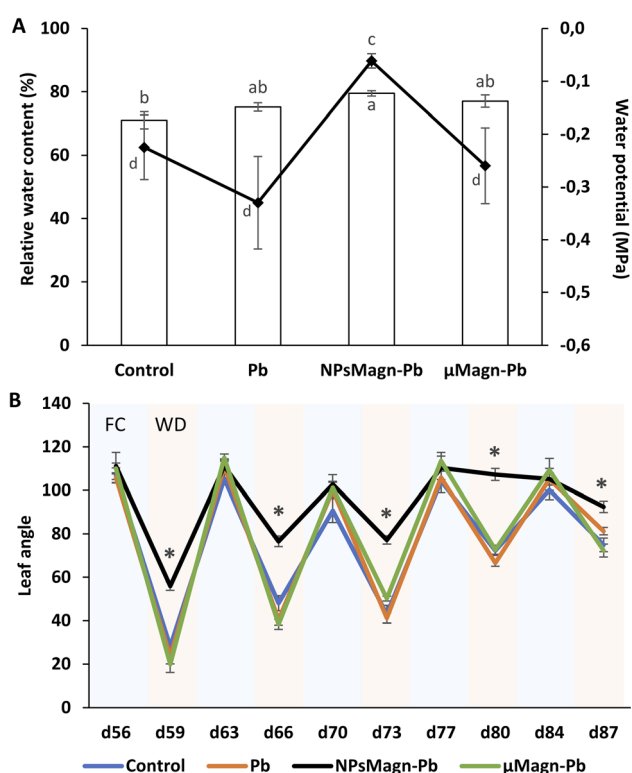 A
Relative water content (%)
Water potential (MPa)
100
80
60
40
20
0
0,0
-0,1
-0,2
-0,3
-0,4
-0,5
-0,6
b
ab
c
ab
a
d
d
d
Control Pb NPsMagn-Pb µMagn-Pb
B
Leaf angle
140
120
100
80
60
40
20
0
FC WD
* * * * *
d56 d59 d63 d66 d70 d73 d77 d80 d84 d87
Control Pb NPsMagn-Pb µMagn-Pb